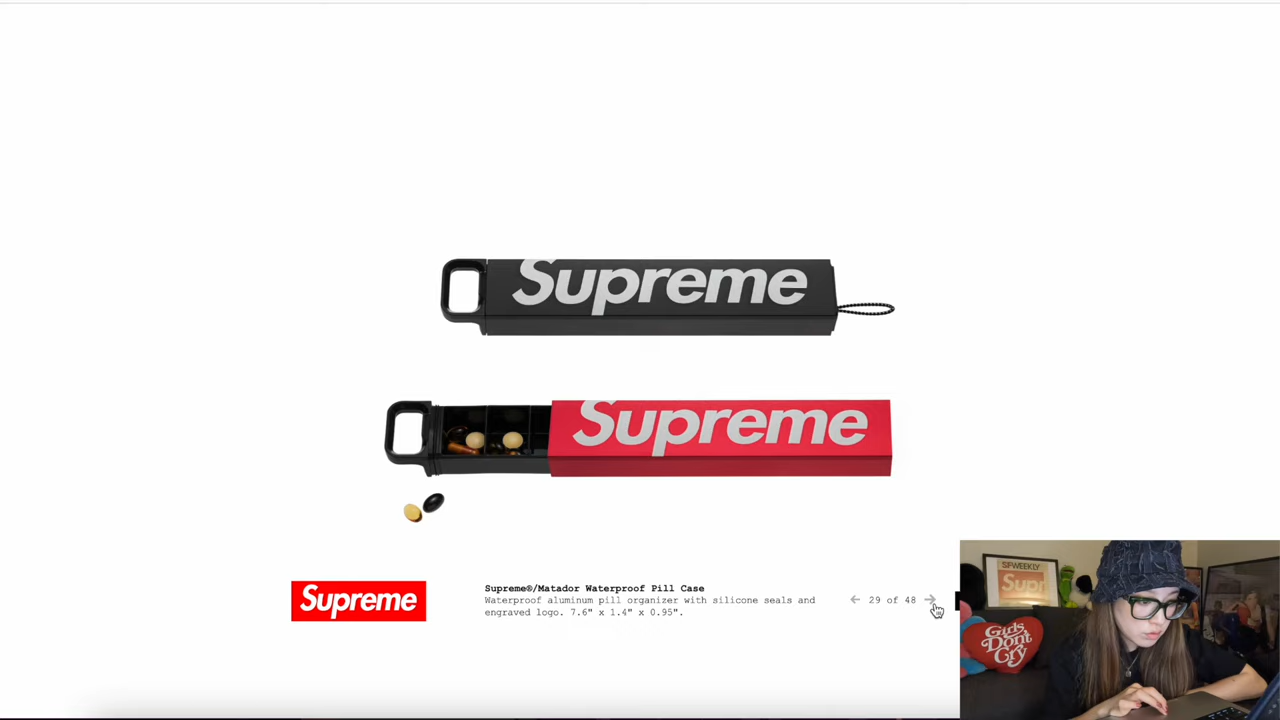 Supreme
Supreme
Supreme
Supreme®/Matador Waterproof Pill Case
Waterproof aluminum pill organizer with silicone seals and
engraved logo. 7.6" x 1.4" x 0.95".
← 29 of 48 →
SFWEEKLY
Supr
Girls
Don't
Cry